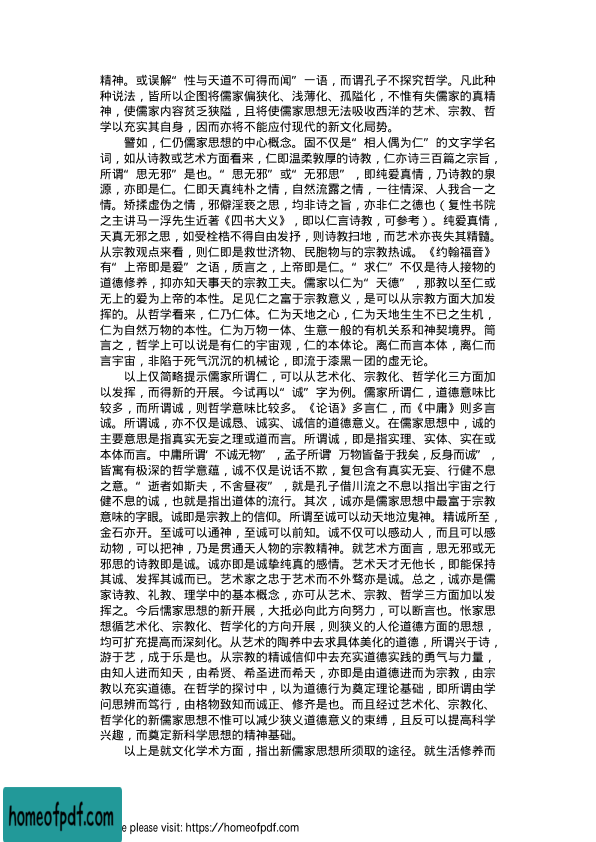 精神。或误解“性与天道不可得而闻”一语，而谓孔子不探究哲学。凡此种
种说法，皆所以企图将儒家偏狭化、浅薄化、孤隘化，不惟有失儒家的真精
神，使儒家内容贫乏狭隘，且将使儒家思想无法吸收西洋的艺术、宗教、哲
学以充实其自身，因而亦将不能应付现代的新文化局势。
譬如，仁仍儒家思想的中心概念。固不仅是“相人偶为仁”的文字学名
词，如从诗教或艺术方面看来，仁即温柔敦厚的诗教，仁亦诗三百篇之宗旨，
所谓“思无邪”是也。“思无邪”或“无邪思”，即纯爱真情，乃诗教的泉
源，亦即是仁。仁即天真纯朴之情，自然流露之情，一往情深、人我合一之
情。矫揉虚伪之情，邪僻淫亵之思，均非诗之旨，亦非仁之德也（复性书院
之主讲马一浮先生近著《四书大义》，即以仁言诗教，可参考）。纯爱真情，
天真无邪之思，如受桎梏不得自由发抒，则诗教扫地，而艺术亦丧失其精髓。
从宗教观点来看，则仁即是救世济物、民胞物与的宗教热诚。《约翰福音》
有“上帝即是爱”之语，质言之，上帝即是仁。“求仁”不仅是待人接物的
道德修养，抑亦知天事天的宗教工夫。儒家以仁为“天德”，那教以至仁或
无上的爱为上帝的本性。足见仁之富于宗教意义，是可以从宗教方面大加发
挥的。从哲学看来，仁乃仁体。仁为天地之心，仁为天地生生不已之生机，
仁为自然万物的本性。仁为万物一体、生意一般的有机关系和神契境界。简
言之，哲学上可以说是有仁的宇宙观，仁的本体论。离仁而言本体，离仁而
言宇宙，非陷于死气沉沉的机械论，即流于漆黑一团的虚无论。
以上仅简略提示儒家所谓仁，可以从艺术化、宗教化、哲学化三方面加
以发挥，而得新的开展。今试再以“诚”字为例。儒家所谓仁，道德意味比
较多，而所谓诚，则哲学意味比较多。《论语》多言仁，而《中庸》则多言
诚。所谓诚，亦不仅是诚恳、诚实、诚信的道德意义。在儒家思想中，诚的
主要意思是指真实无妄之理或道而言。所谓诚，即是指实理、实体、实在或
本体而言。中庸所谓“不诚无物”，孟子所谓“万物皆备于我矣，反身而诚”，
皆寓有极深的哲学意蕴，诚不仅是说话不欺，复包含有真实无妄、行健不息
之意。“逝者如斯夫，不舍昼夜”，就是孔子借川流之不息以指出宇宙之行
健不息的诚，也就是指出道体的流行。其次，诚亦是儒家思想中最富于宗教
意味的字眼。诚即是宗教上的信仰。所谓至诚可以动天地泣鬼神。精诚所至，
金石亦开。至诚可以通神，至诚可以前知。诚不仅可以感动人，而且可以感
动物，可以把神，乃是贯通天人物的宗教精神。就艺术方面言，思无邪或无
邪思的诗教即是诚。诚亦即是诚挚纯真的感情。艺术天才无他长，即能保持
其诚、发挥其诚而已。艺术家之忠于艺术而不外骛亦是诚。总之，诚亦是儒
家诗教、礼教、理学中的基本概念，亦可从艺术、宗教、哲学三方面加以发
挥之。今后儒家思想的新开展，大抵必向此方向努力，可以断言也。怅家思
想循艺术化、宗教化、哲学化的方向开展，则狭义的人伦道德方面的思想，
均可扩充提高而深刻化。从艺术的陶养中去求具体美化的道德，所谓兴于诗，
游于艺，成于乐是也。从宗教的精诚信仰中去充实道德实践的勇气与力量，
由知人进而知天，由希贤、希圣进而希天，亦即是由道德进而为宗教，由宗
教以充实道德。在哲学的探讨中，以为道德行为奠定理论基础，即所谓由学
问思辨而笃行，由格物致知而诚正、修齐是也。而且经过艺术化、宗教化、
哲学化的新儒家思想不惟可以减少狭义道德意义的束缚，且反可以提高科学
兴趣，而奠定新科学思想的精神基础。
以上是就文化学术方面，指出新儒家思想所须取的途径。就生活修养而
homeofpdf.com
e please visit: https://homeofpdf.com